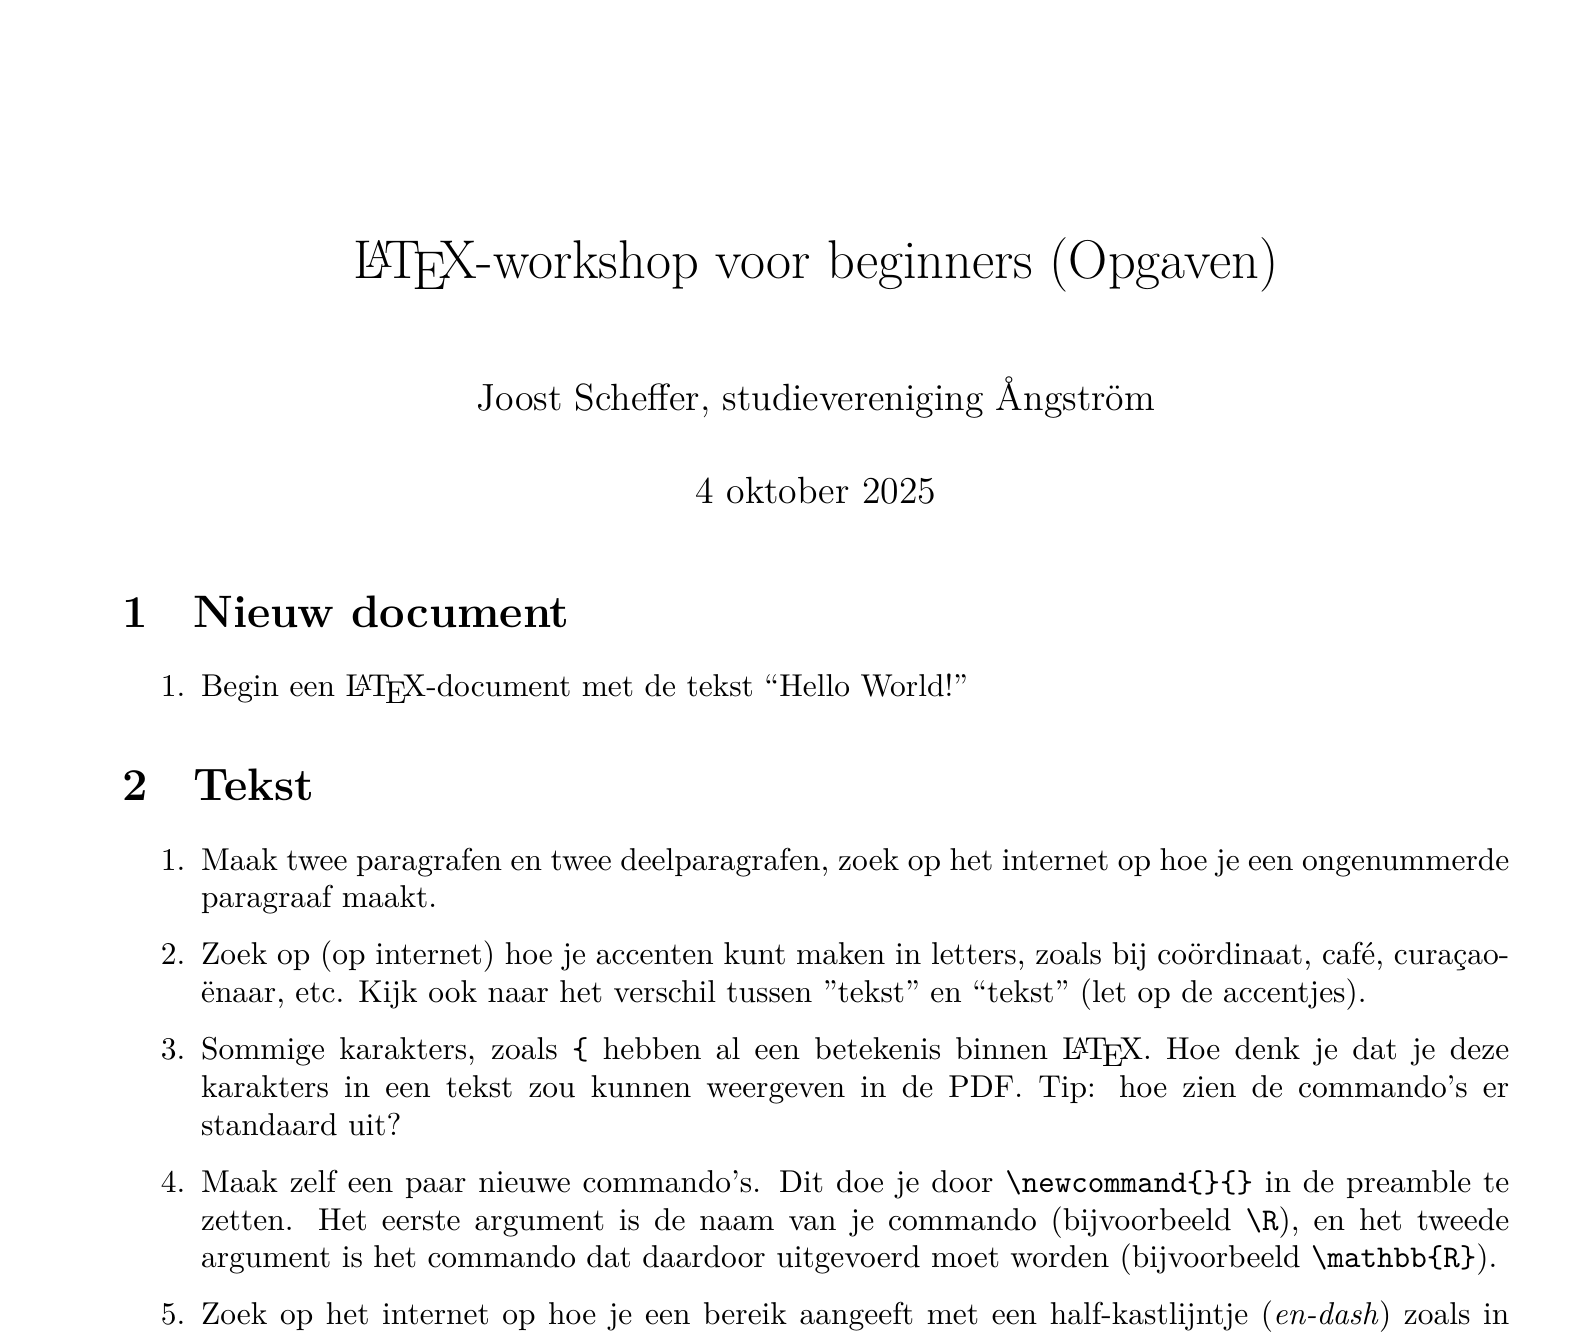 LATEX-workshop voor beginners (Opgaven)
Joost Scheffer, studievereniging Ångström
4 oktober 2025
1 Nieuw document
1. Begin een LATEX-document met de tekst “Hello World!”
2 Tekst
1. Maak twee paragrafen en twee deelparagrafen, zoek op het internet op hoe je een ongenummerde
paragraaf maakt.
2. Zoek op (op internet) hoe je accenten kunt maken in letters, zoals bij coördinaat, café, curaçao-
ënaar, etc. Kijk ook naar het verschil tussen ”tekst” en “tekst” (let op de accentjes).
3. Sommige karakters, zoals { hebben al een betekenis binnen LATEX. Hoe denk je dat je deze
karakters in een tekst zou kunnen weergeven in de PDF. Tip: hoe zien de commando’s er
standaard uit?
4. Maak zelf een paar nieuwe commando’s. Dit doe je door \newcommand{}{} in de preamble te
zetten. Het eerste argument is de naam van je commando (bijvoorbeeld \R), en het tweede
argument is het commando dat daardoor uitgevoerd moet worden (bijvoorbeeld \mathbb{R}).
5. Zoek op het internet op hoe je een bereik aangeeft met een half-kastlijntje (en-dash) zoals in